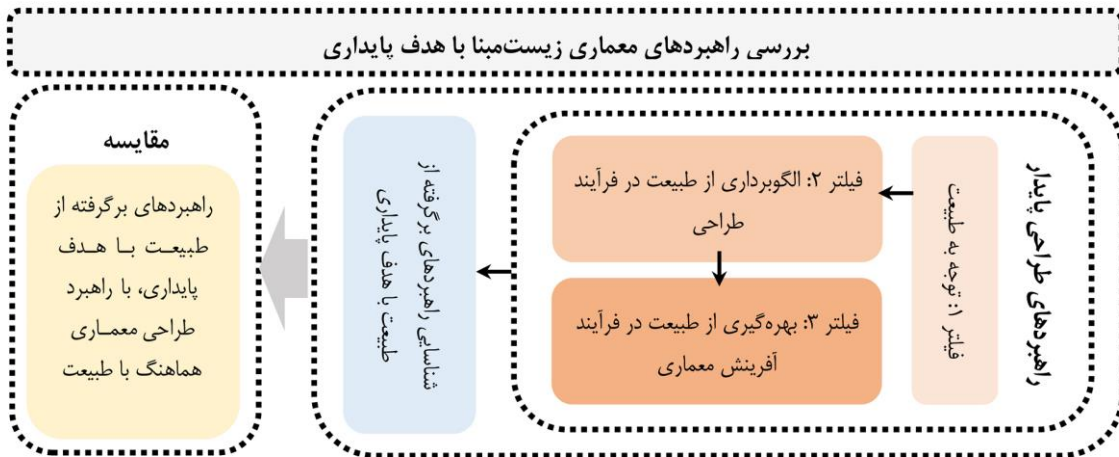 بررسی راهبردهای معماری زیست‌مبنا با هدف پایداری
راهبردهای طراحی پایدار
فیلتر ۱: توجه به طبیعت
فیلتر ۲: الگوبرداری از طبیعت در فرآیند
طراحی
فیلتر ۳: بهره‌گیری از طبیعت در فرآیند
آفرینش معماری
شناسایی راهبردهای برگرفته از
طبیعت با هدف پایداری
مقایسه
راهبردهای برگرفته از
طبیعت با هدف
پایداری، با راهبرد
طراحی معماری
هماهنگ با طبیعت